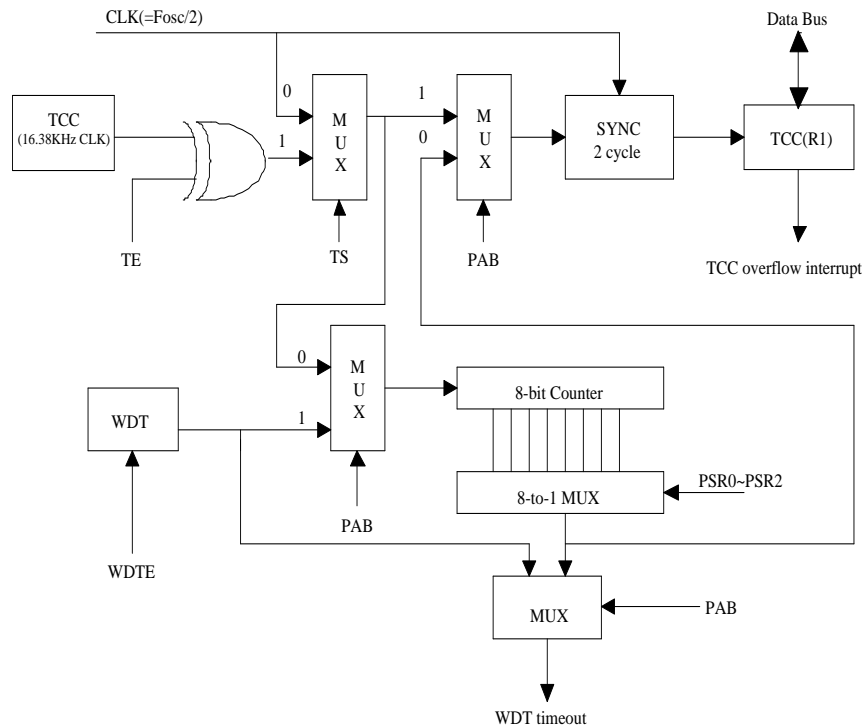 CLK(=Fosc/2)
Data Bus
TCC
(16.38KHz CLK)
0
1
M
U
X
1
0
M
U
X
SYNC
2 cycle
TCC(R1)
TE
TS
PAB
TCC overflow interrupt
0
1
M
U
X
WDT
8-bit Counter
8-to-1 MUX
PSR0~PSR2
PAB
WDTE
MUX
PAB
WDT timeout